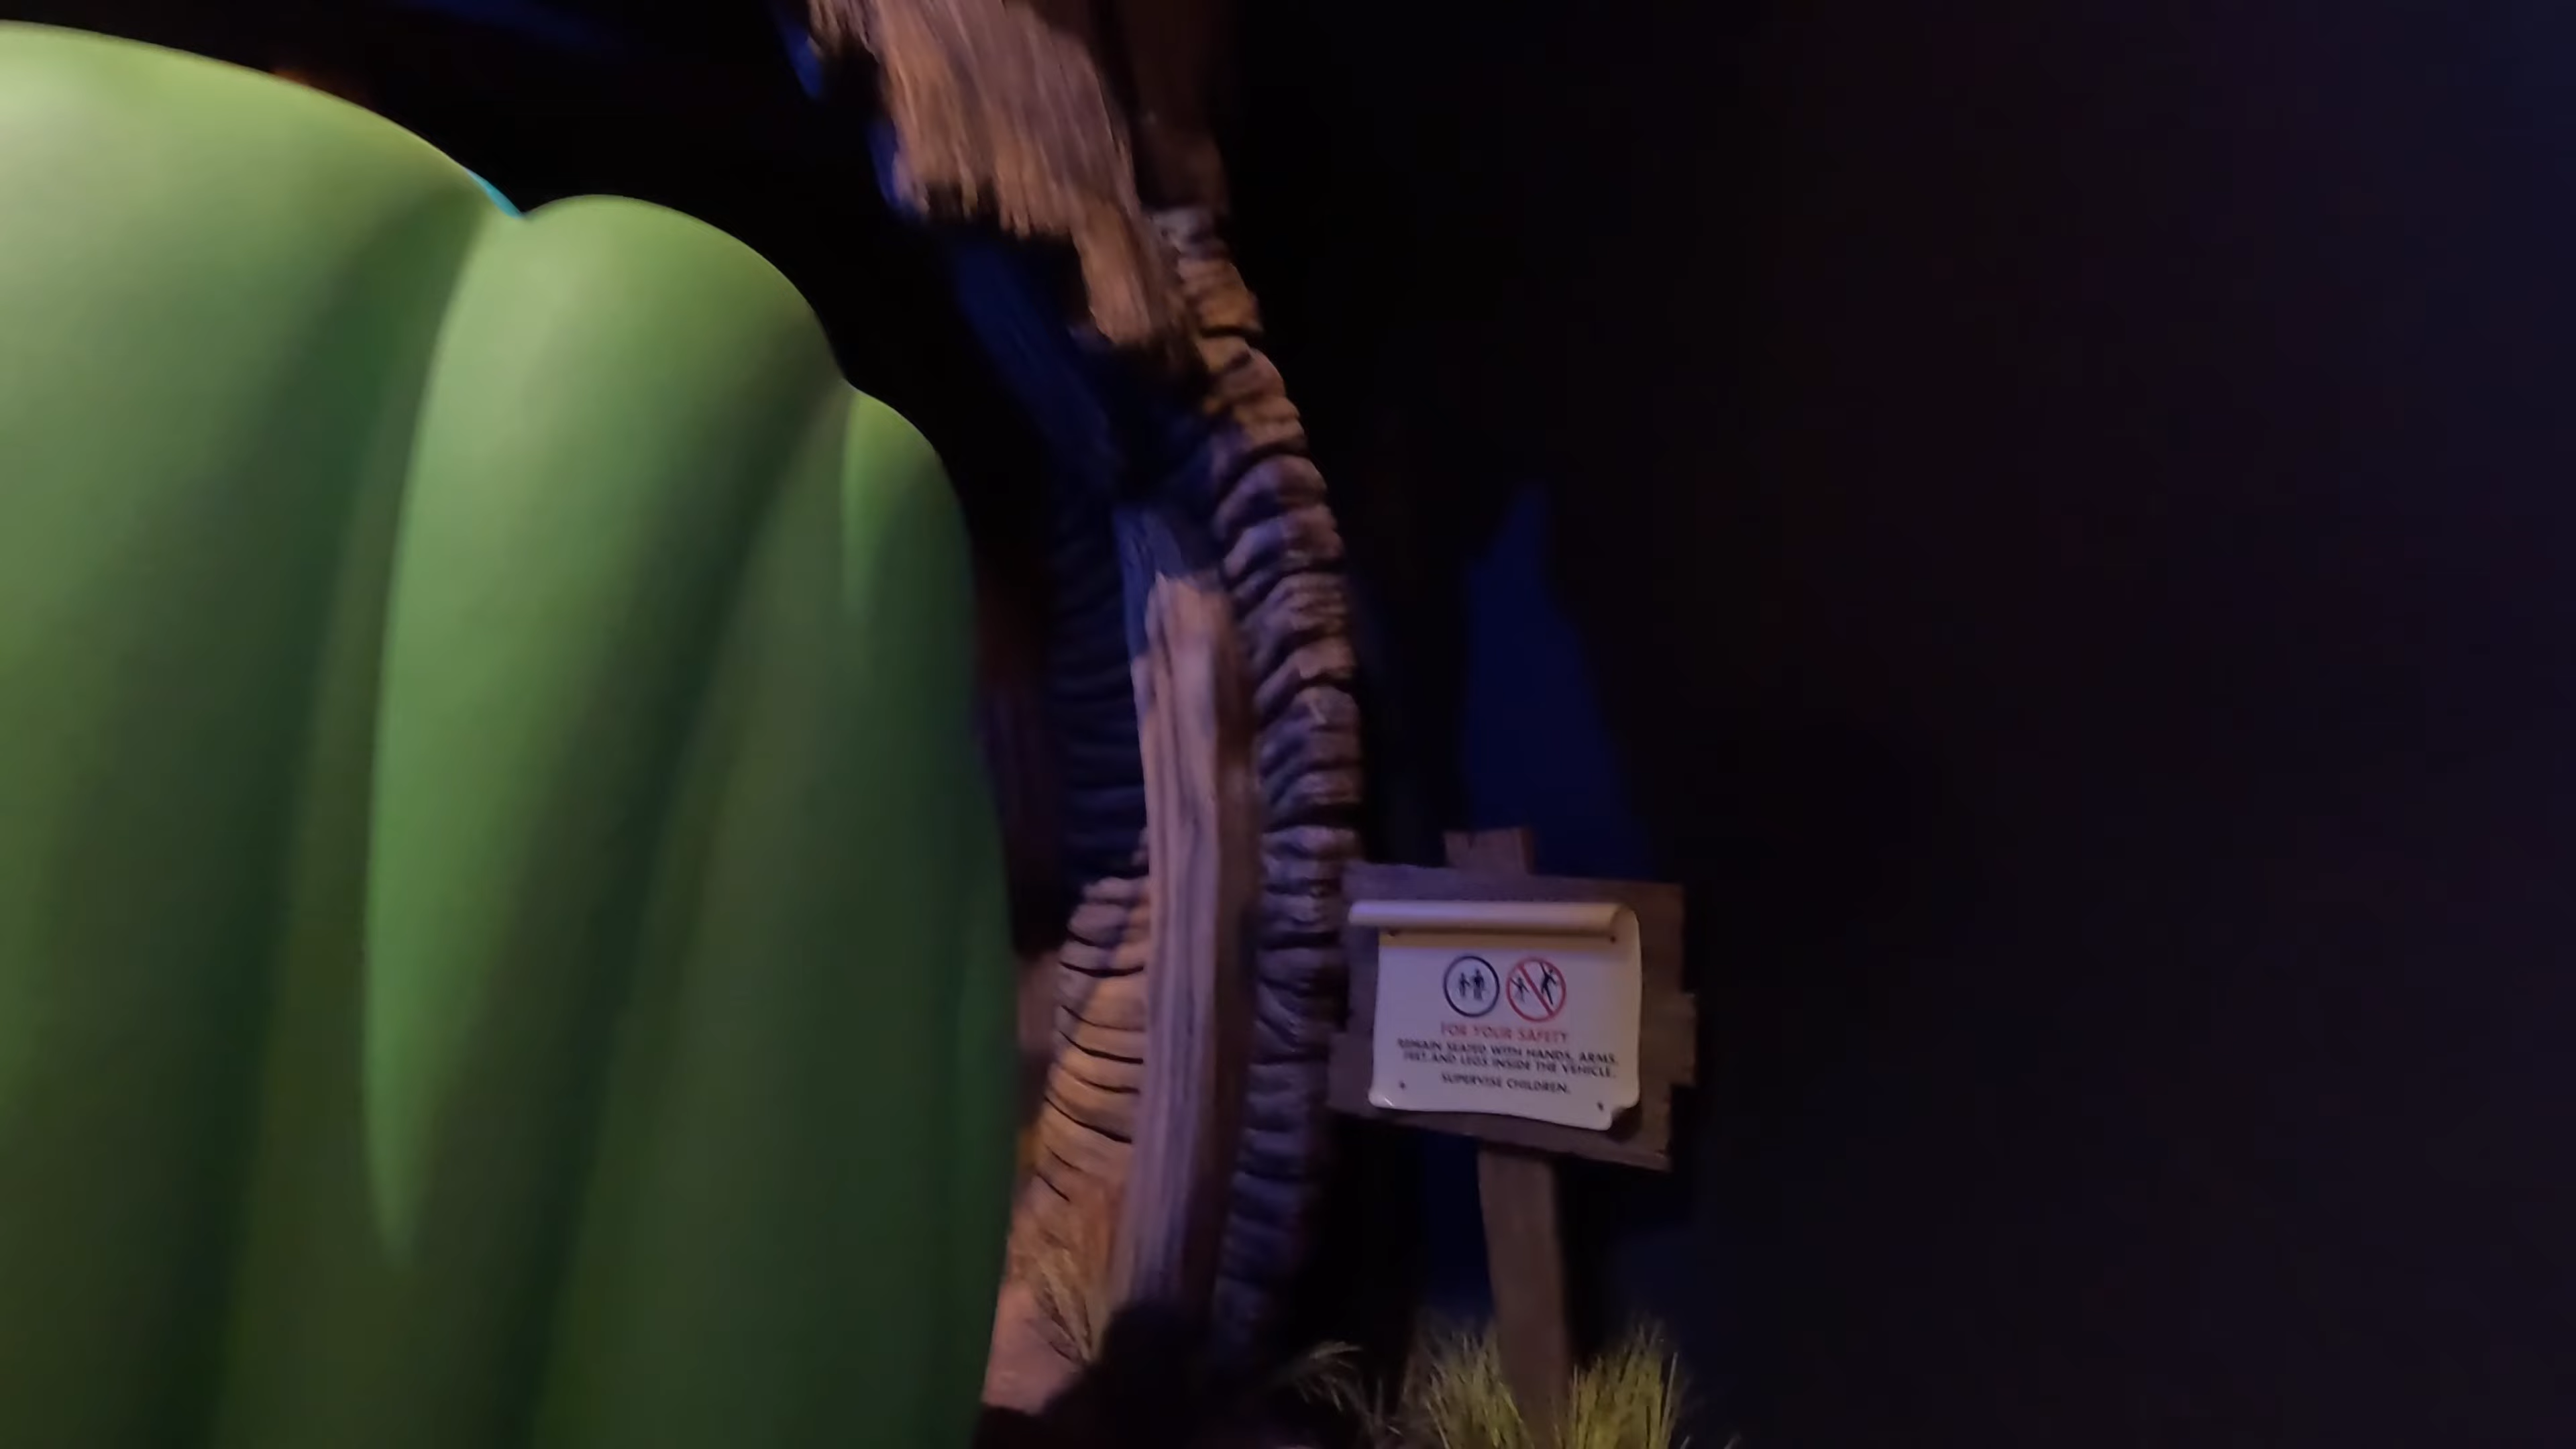 FOR YOUR SAFETY
REMAIN SEATED WITH HANDS, ARMS,
FEET AND LEGS INSIDE THE VEHICLE.
SUPERVISE CHILDREN.